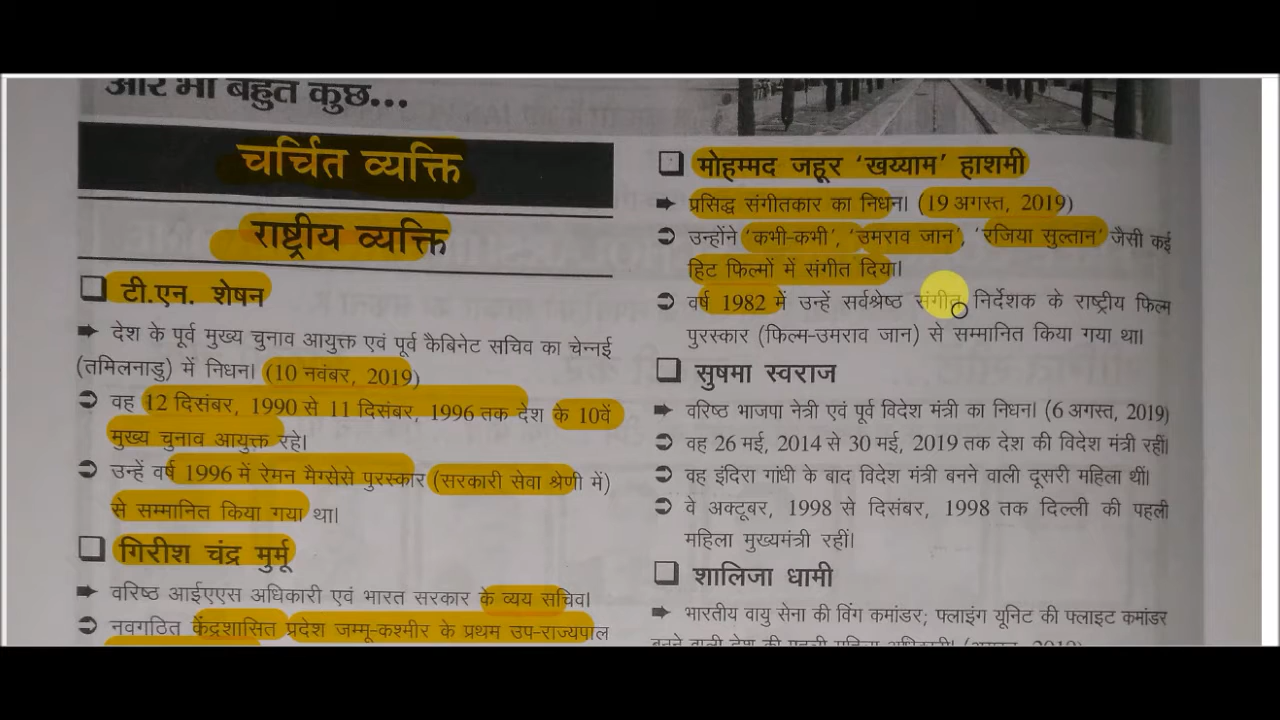 और भी बहुत कुछ...
चर्चित व्यक्ति
राष्ट्रीय व्यक्ति
❑ टी.एन. शेषन
➡ देश के पूर्व मुख्य चुनाव आयुक्त एवं पूर्व कैबिनेट सचिव का चेन्नई
(तमिलनाडु) में निधन। (10 नवंबर, 2019)
➲ वह 12 दिसंबर, 1990 से 11 दिसंबर, 1996 तक देश के 10वें
मुख्य चुनाव आयुक्त रहे।
➲ उन्हें वर्ष 1996 में रेमन मैग्सेसे पुरस्कार (सरकारी सेवा श्रेणी में)
से सम्मानित किया गया था।
❑ गिरीश चंद्र मुर्मू
➡ वरिष्ठ आईएएस अधिकारी एवं भारत सरकार के व्यय सचिव।
➲ नवगठित केंद्रशासित प्रदेश जम्मू-कश्मीर के प्रथम उप-राज्यपाल
❑ मोहम्मद जहूर ‘खय्याम’ हाशमी
➡ प्रसिद्ध संगीतकार का निधन। (19 अगस्त, 2019)
➲ उन्होंने ‘कभी-कभी’, ‘उमराव जान’, ‘रजिया सुल्तान’ जैसी कई
हिट फिल्मों में संगीत दिया।
➲ वर्ष 1982 में उन्हें सर्वश्रेष्ठ संगीत निर्देशक के राष्ट्रीय फिल्म
पुरस्कार (फिल्म-उमराव जान) से सम्मानित किया गया था।
❑ सुषमा स्वराज
➡ वरिष्ठ भाजपा नेत्री एवं पूर्व विदेश मंत्री का निधन। (6 अगस्त, 2019)
➲ वह 26 मई, 2014 से 30 मई, 2019 तक देश की विदेश मंत्री रहीं।
➲ वह इंदिरा गांधी के बाद विदेश मंत्री बनने वाली दूसरी महिला थीं।
➲ वे अक्टूबर, 1998 से दिसंबर, 1998 तक दिल्ली की पहली
महिला मुख्यमंत्री रहीं।
❑ शालिजा धामी
➡ भारतीय वायु सेना की विंग कमांडर; फ्लाइंग यूनिट की फ्लाइट कमांडर